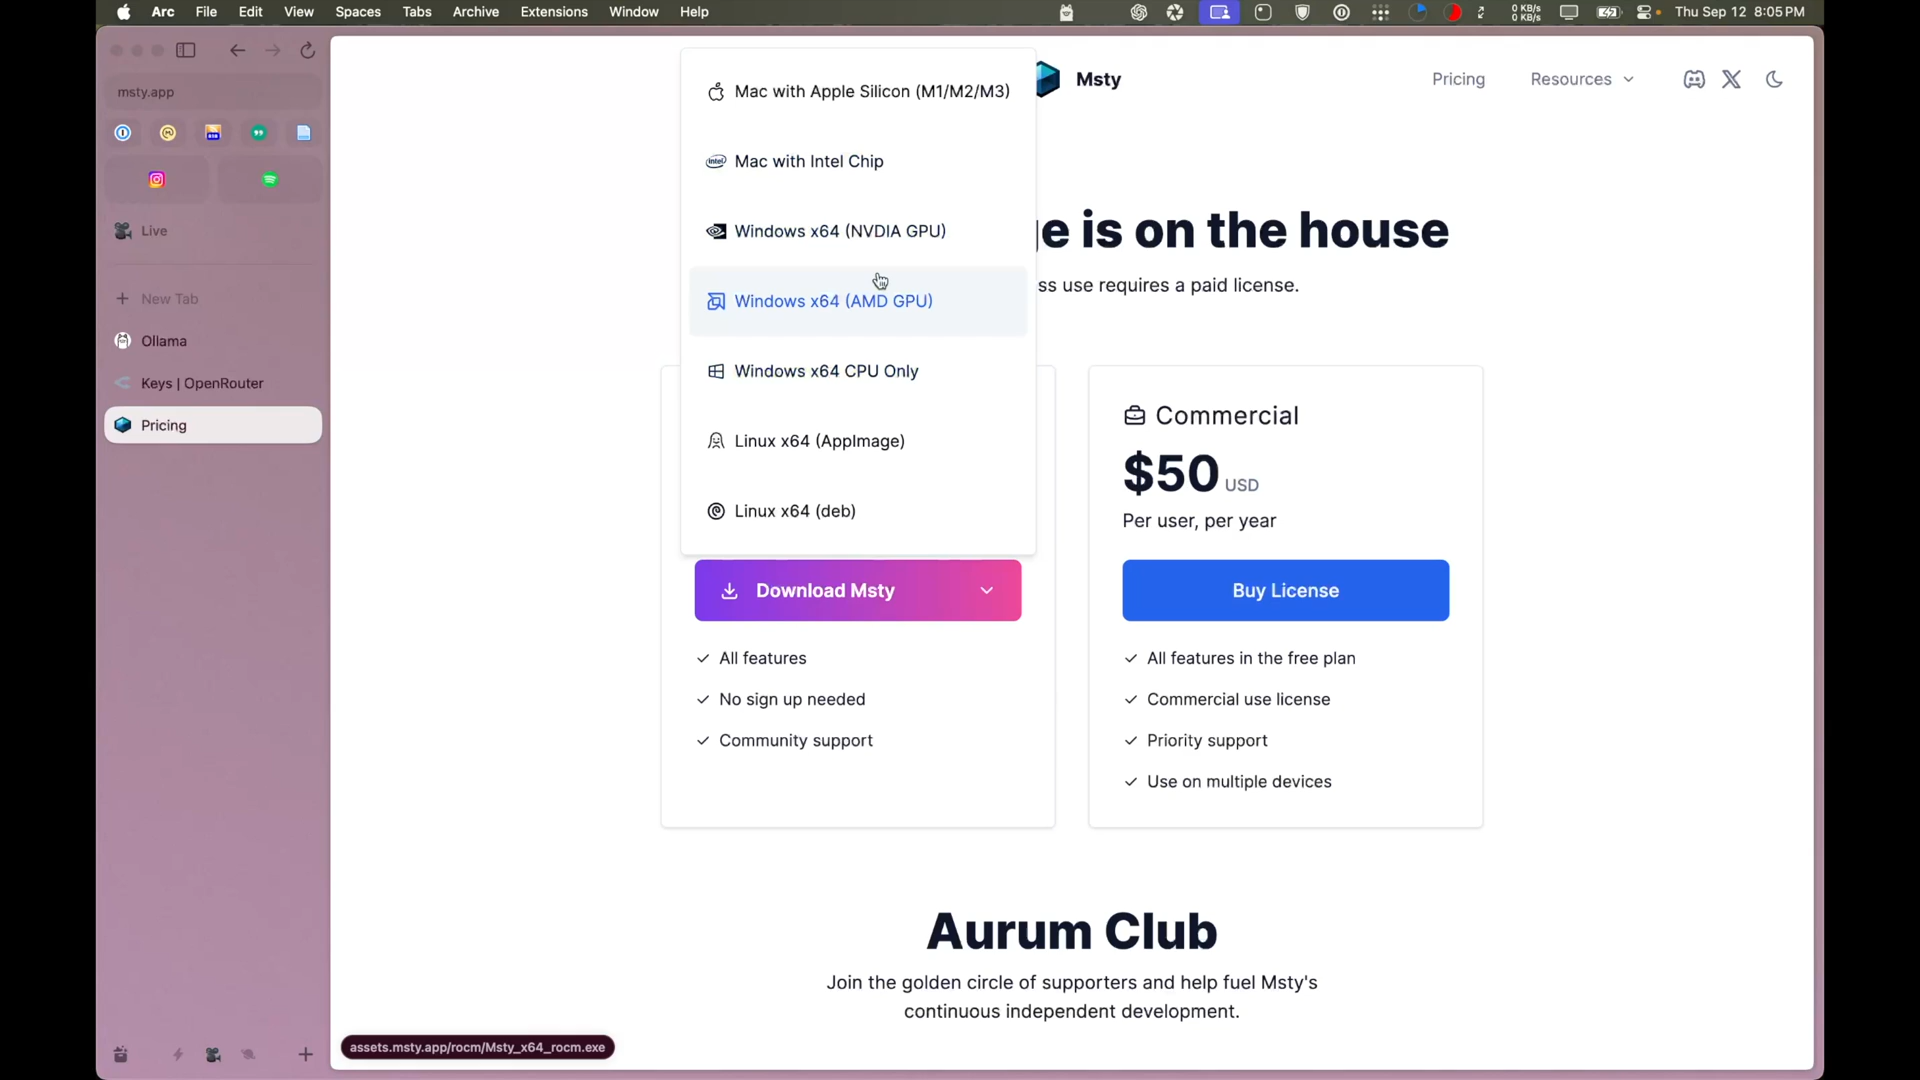 Arc File Edit View Spaces Tabs Archive Extensions Window Help
0 KB/s
0 KB/s
Thu Sep 12 8:05 PM
msty.app
Live
New Tab
Ollama
Keys | OpenRouter
Pricing
Msty
Pricing
Resources
Mac with Apple Silicon (M1/M2/M3)
Mac with Intel Chip
Windows x64 (NVIDIA GPU)
Windows x64 (AMD GPU)
Windows x64 CPU Only
Linux x64 (AppImage)
Linux x64 (deb)
e is on the house
ss use requires a paid license.
Download Msty
All features
No sign up needed
Community support
Commercial
$50 USD
Per user, per year
Buy License
All features in the free plan
Commercial use license
Priority support
Use on multiple devices
Aurum Club
Join the golden circle of supporters and help fuel Msty's
continuous independent development.
assets.msty.app/rocm/Msty_x64_rocm.exe